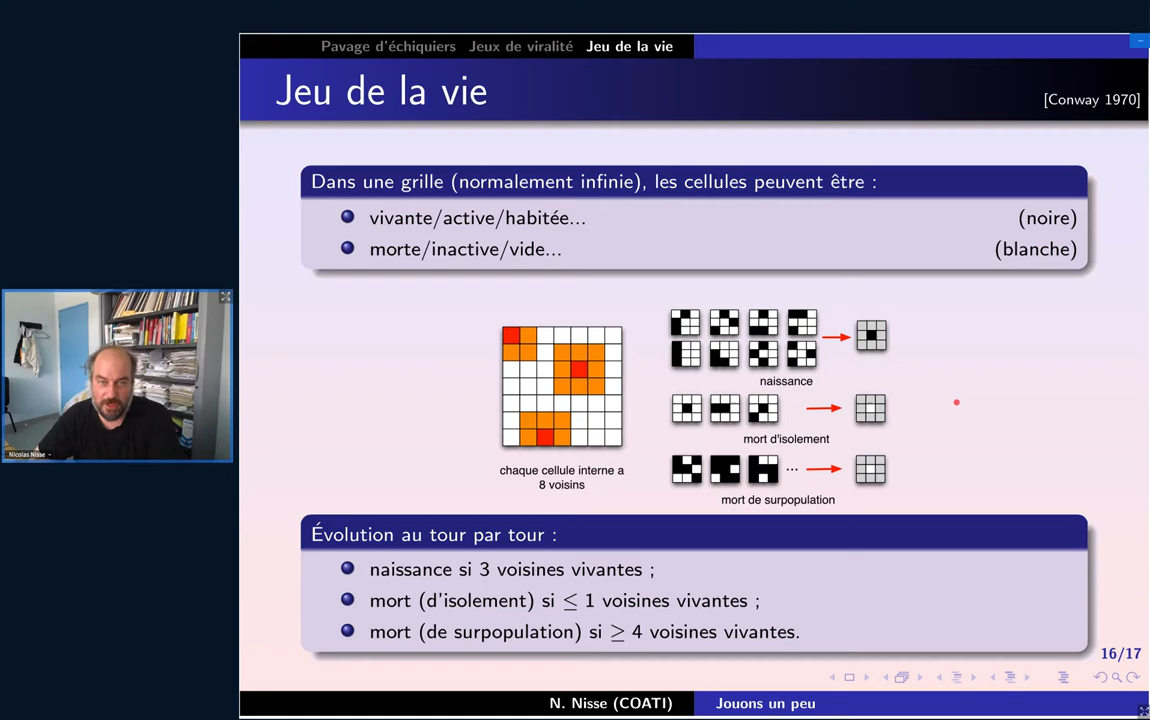 Pavage d'échiquiers Jeux de viralité Jeu de la vie
Jeu de la vie
[Conway 1970]
Dans une grille (normalement infinie), les cellules peuvent être :
vivante/active/habitée... (noire)
morte/inactive/vide... (blanche)
naissance
mort d'isolement
...
mort de surpopulation
chaque cellule interne a
8 voisins
Nicolas Nisse
Évolution au tour par tour :
naissance si 3 voisines vivantes ;
mort (d'isolement) si ≤ 1 voisines vivantes ;
mort (de surpopulation) si ≥ 4 voisines vivantes.
16/17
N. Nisse (COATI) Jouons un peu